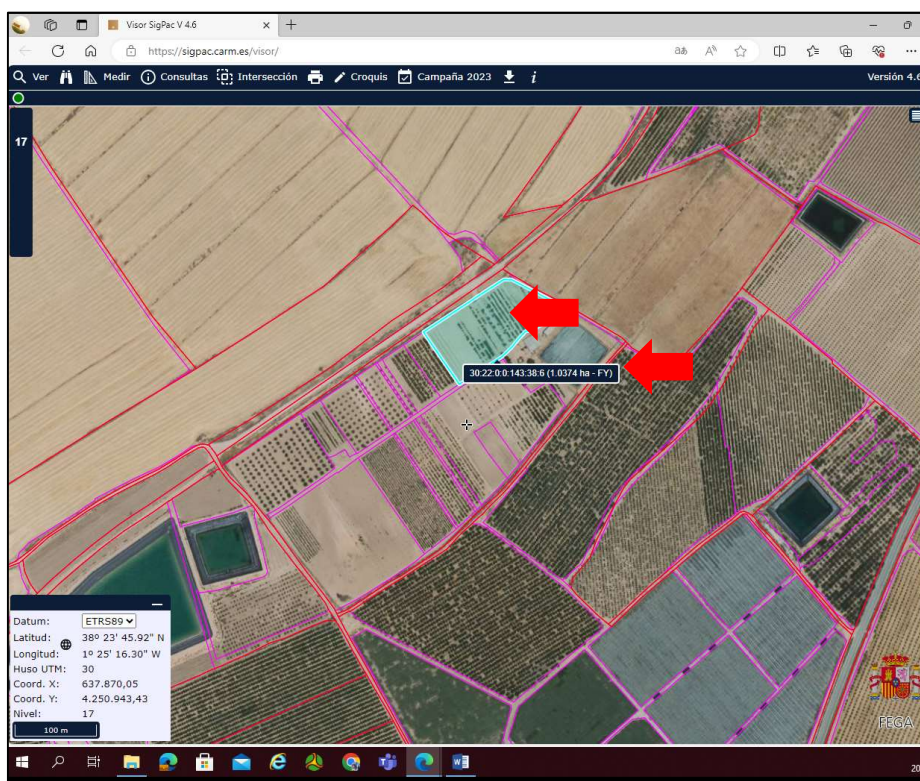 Visor SigPac V 4.6
https://sigpac.carm.es/visor/
Ver Medir Consultas Intersección Croquis Campaña 2023 i Versión 4.6
17
30:22:0:0:143:38:6 (1.0374 ha - FY)
Datum: ETRS89
Latitud: 38º 23' 45.92" N
Longitud: 1º 25' 16.30" W
Huso UTM: 30
Coord. X: 637.870,05
Coord. Y: 4.250.943,43
Nivel: 17
100 m
FEGA
20